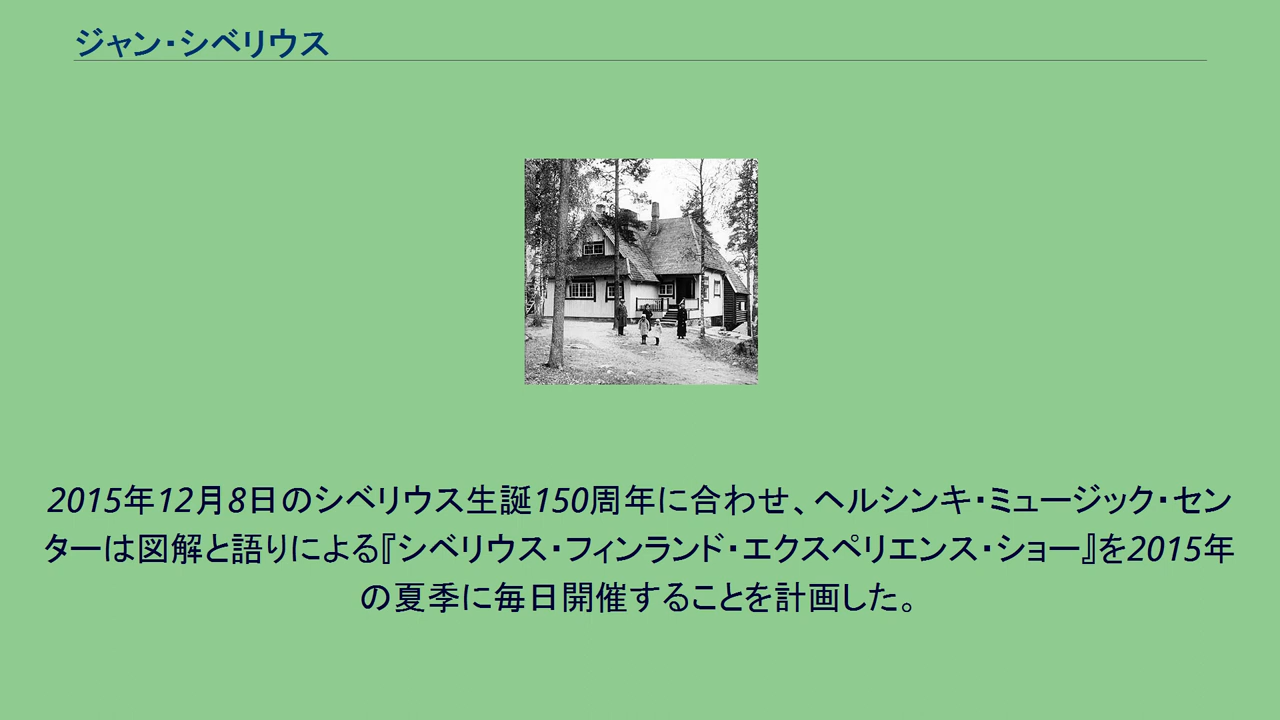 ジャン・シベリウス
2015年12月8日のシベリウス生誕150周年に合わせ、ヘルシンキ・ミュージック・セン
ターは図解と語りによる『シベリウス・フィンランド・エクスペリエンス・ショー』を2015年
の夏季に毎日開催することを計画した。